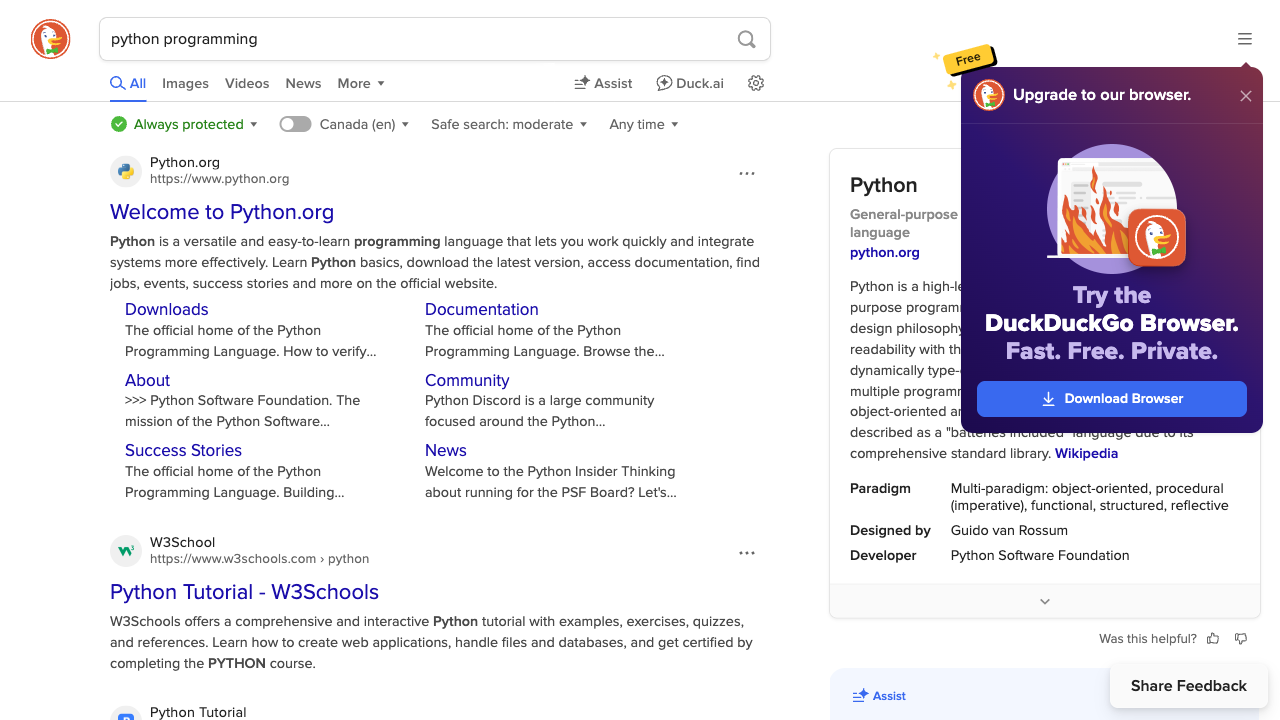 python programming
All
Images
Videos
News
More
Assist
Duck.ai
Always protected
Canada (en)
Safe search: moderate
Any time
Python.org
https://www.python.org
Welcome to Python.org
Python is a versatile and easy-to-learn programming language that lets you work quickly and integrate
systems more effectively. Learn Python basics, download the latest version, access documentation, find
jobs, events, success stories and more on the official website.
Downloads
The official home of the Python
Programming Language. How to verify...
Documentation
The official home of the Python
Programming Language. Browse the...
About
>>> Python Software Foundation. The
mission of the Python Software...
Community
Python Discord is a large community
focused around the Python...
Success Stories
The official home of the Python
Programming Language. Building...
News
Welcome to the Python Insider Thinking
about running for the PSF Board? Let's...
W3School
https://www.w3schools.com › python
Python Tutorial - W3Schools
W3Schools offers a comprehensive and interactive Python tutorial with examples, exercises, quizzes,
and references. Learn how to create web applications, handle files and databases, and get certified by
completing the PYTHON course.
Python Tutorial
Free
Upgrade to our browser.
Try the
DuckDuckGo Browser.
Fast. Free. Private.
Download Browser
Python
General-purpose
language
python.org
Python is a high-le
purpose programm
design philosophy
readability with th
dynamically type-
multiple programm
object-oriented an
described as a "batteries included" language due to its
comprehensive standard library. Wikipedia
Paradigm
Multi-paradigm: object-oriented, procedural
(imperative), functional, structured, reflective
Designed by
Guido van Rossum
Developer
Python Software Foundation
Was this helpful?
Assist
Share Feedback